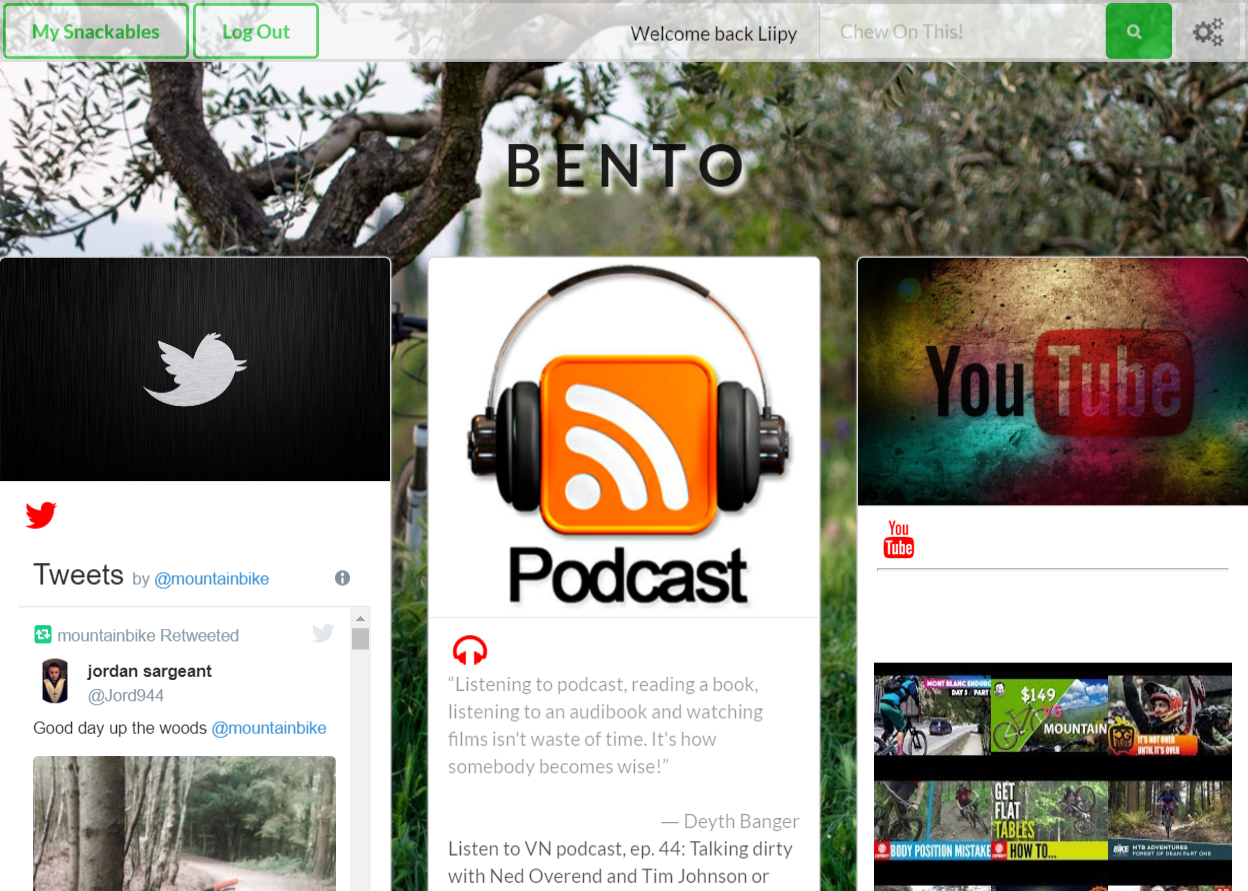 My Snackables
Log Out
Welcome back Liipy
Chew On This!
BENTO
Tweets by @mountainbike
mountainbike Retweeted
jordan sargeant
@Jord944
Good day up the woods @mountainbike
Podcast
“Listening to podcast, reading a book,
listening to an audibook and watching
films isn’t waste of time. It’s how
somebody becomes wise!”
— Deyth Banger
Listen to VN podcast, ep. 44: Talking dirty
with Ned Overend and Tim Johnson or
YouTube
You
Tube
MONT BLANC ENDURO
DAY 5 PART
$149
VS
MOUNTAIN
IT'S NOT OVER
UNTIL IT'S OVER
BODY POSITION MISTAKE
GET
FLAT
TABLES
HOW TO...
BIKE
MTB ADVENTURES
FOREST OF DEAN PART ONE